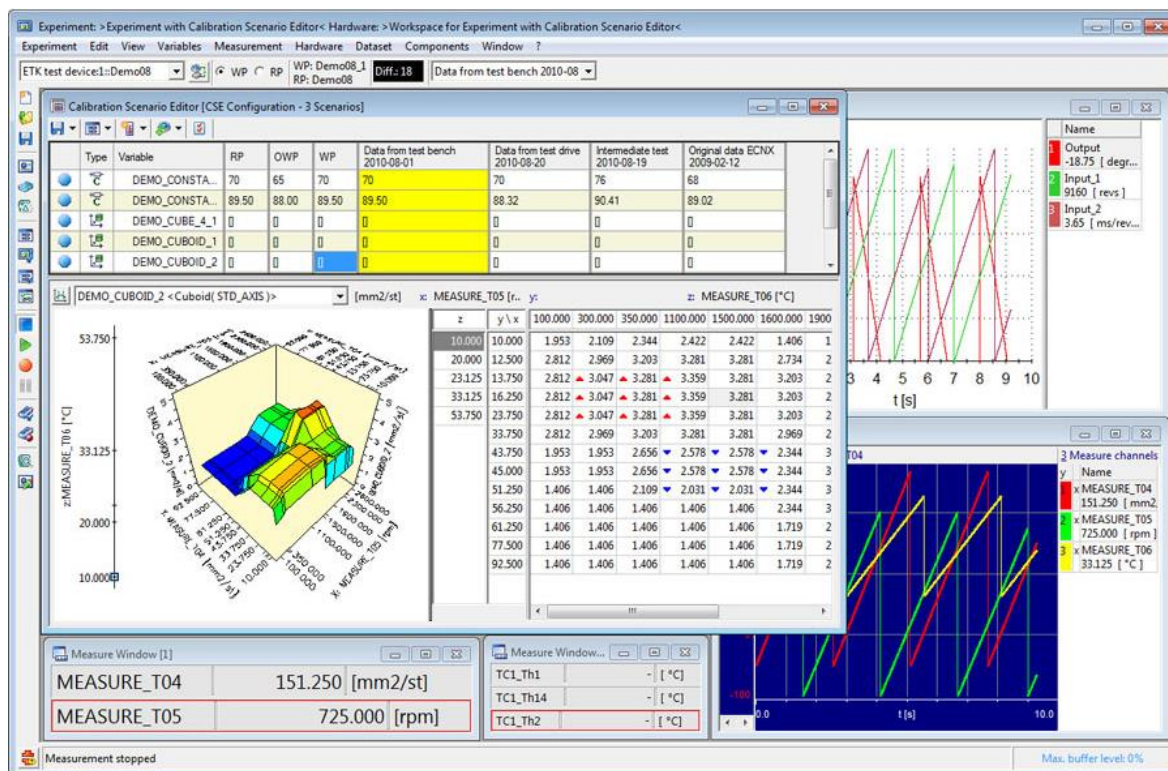 Experiment: >Experiment with Calibration Scenario Editor< Hardware: >Workspace for Experiment with Calibration Scenario Editor<
Experiment Edit View Variables Measurement Hardware Dataset Components Window ?
ETK test device:1::Demo08 WP RP WP: Demo08_1 Diff.: 18 Data from test bench 2010-08
RP: Demo08
Calibration Scenario Editor [CSE Configuration - 3 Scenarios]
Type Variable RP OWP WP Data from test bench 2010-08-01 Data from test drive 2010-08-20 Intermediate test 2010-08-19 Original data ECNX 2009-02-12
DEMO_CONSTA... 70 65 70 70 70 76 68
DEMO_CONSTA... 89.50 88.00 89.50 89.50 88.32 90.41 89.02
DEMO_CUBE_4_1 [] [] [] [] [] [] []
DEMO_CUBOID_1 [] [] [] [] [] [] []
DEMO_CUBOID_2 [] [] [] [] [] [] []
DEMO_CUBOID_2 <Cuboid( STD_AXIS )> [mm2/st] x: MEASURE_T05 [r.. y: z: MEASURE_T06 [°C]
z y \ x 100.000 300.000 350.000 1100.000 1500.000 1600.000 1900
10.000 10.000 1.953 2.109 2.344 2.422 2.422 1.406 1
20.000 12.500 2.812 2.969 3.203 3.281 3.281 2.734 2
23.125 13.750 2.812 3.047 3.281 3.359 3.281 3.203 2
33.125 16.250 2.812 3.047 3.281 3.359 3.281 3.203 2
53.750 23.750 2.812 3.047 3.281 3.359 3.281 3.203 2
33.750 2.812 2.969 3.203 3.281 3.281 2.969 2
43.750 1.953 1.953 2.656 2.578 2.578 2.344 3
45.000 1.953 1.953 2.656 2.578 2.578 2.344 3
51.250 1.406 1.406 2.109 2.031 2.031 2.344 3
56.250 1.406 1.406 1.406 1.406 1.406 2.344 3
61.250 1.406 1.406 1.406 1.406 1.406 1.719 2
77.500 1.406 1.406 1.406 1.406 1.406 1.719 2
92.500 1.406 1.406 1.406 1.406 1.406 1.719 2
z:MEASURE_T06 [°C]
53.750
33.125
20.000
10.000
Name
1 Output
-18.75 [ degr...
2 Input_1
9160 [ revs ]
3 Input_2
3.65 [ ms/rev...
3 4 5 6 7 8 9 10
t [s]
T04
3 Measure channels
y Name
x MEASURE_T04
151.250 [ mm2.
2 x MEASURE_T05
725.000 [ rpm ]
3 x MEASURE_T06
33.125 [ °C ]
-100
0.0 t [s] 10.0
Measure Window [1]
MEASURE_T04 151.250 [mm2/st]
MEASURE_T05 725.000 [rpm]
Measure Window...
TC1_Th1 - [ °C]
TC1_Th14 - [ °C]
TC1_Th2 - [ °C]
Measurement stopped Max. buffer level: 0%